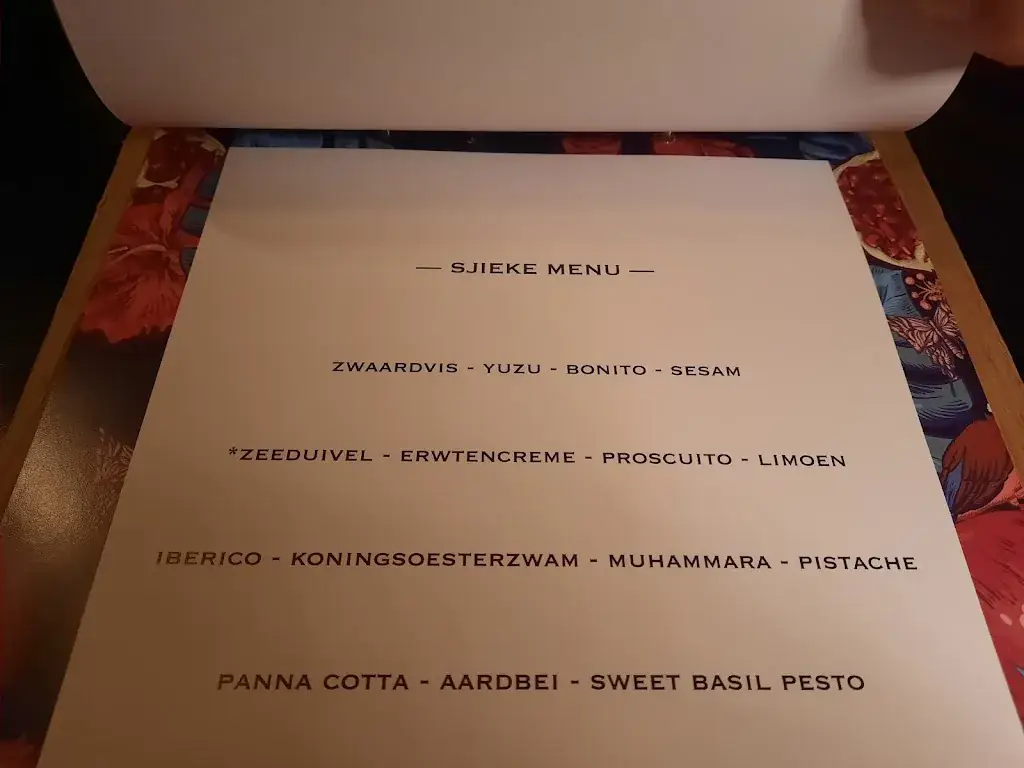 — SJIEKE MENU —
ZWAARDVIS - YUZU - BONITO - SESAM
*ZEEDUIVEL - ERWTENCREME - PROSCUITO - LIMOEN
IBERICO - KONINGSOESTERZWAM - MUHAMMARA - PISTACHE
PANNA COTTA - AARDBEI - SWEET BASIL PESTO